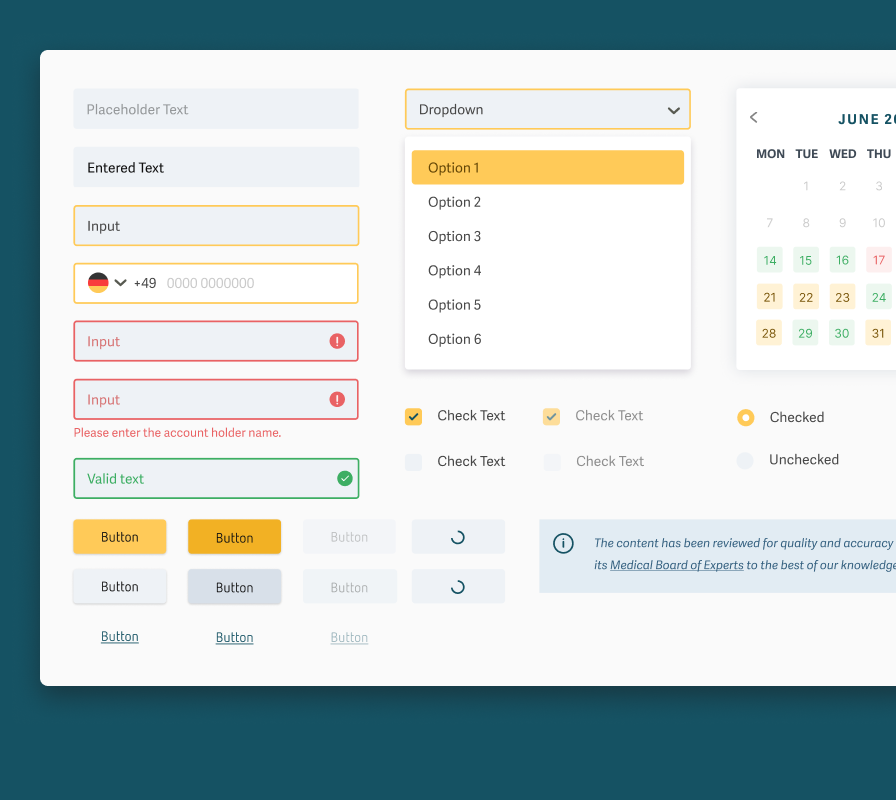 Placeholder Text
Entered Text
Input
+49 0000 0000000
Input
Input
Please enter the account holder name.
Valid text
Dropdown
Option 1
Option 2
Option 3
Option 4
Option 5
Option 6
JUNE 20
MON TUE WED THU
1 2 3
7 8 9 10
14 15 16 17
21 22 23 24
28 29 30 31
Check Text Check Text
Check Text Check Text
Checked
Unchecked
Button Button Button
Button Button Button
Button Button Button
The content has been reviewed for quality and accuracy
its Medical Board of Experts to the best of our knowledge